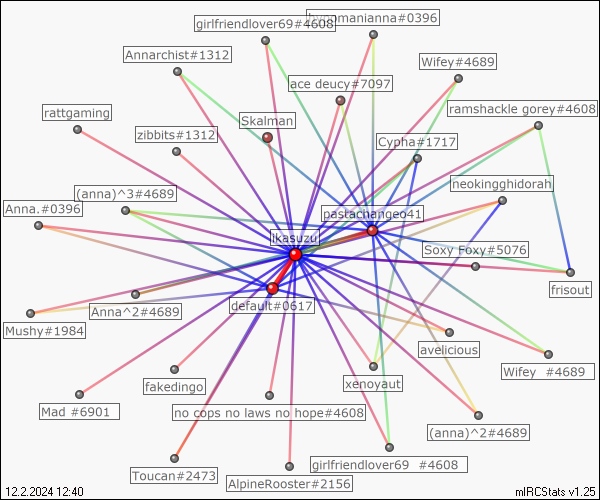 girlfriendlover69#4608
hypnomanianna#0396
Annarchist#1312
Wifey#4689
ace deucy#7097
rattgaming
ramshackle gorey#4608
Skalman
zibbits#1312
Cypha#1717
neokingghidorah
(anna)^3#4689
Anna.#0396
pastachangeo41
ikasuzu
Soxy Foxy#5076
frisout
default#0617
Anna^2#4689
Mushy#1984
avelicious
Wifey #4689
fakedingo
xenoyaut
Mad #6901
no cops no laws no hope#4608
(anna)^2#4689
girlfriendlover69 #4608
Toucan#2473
AlpineRooster#2156
12.2.2024 12:40
mIRCStats v1.25